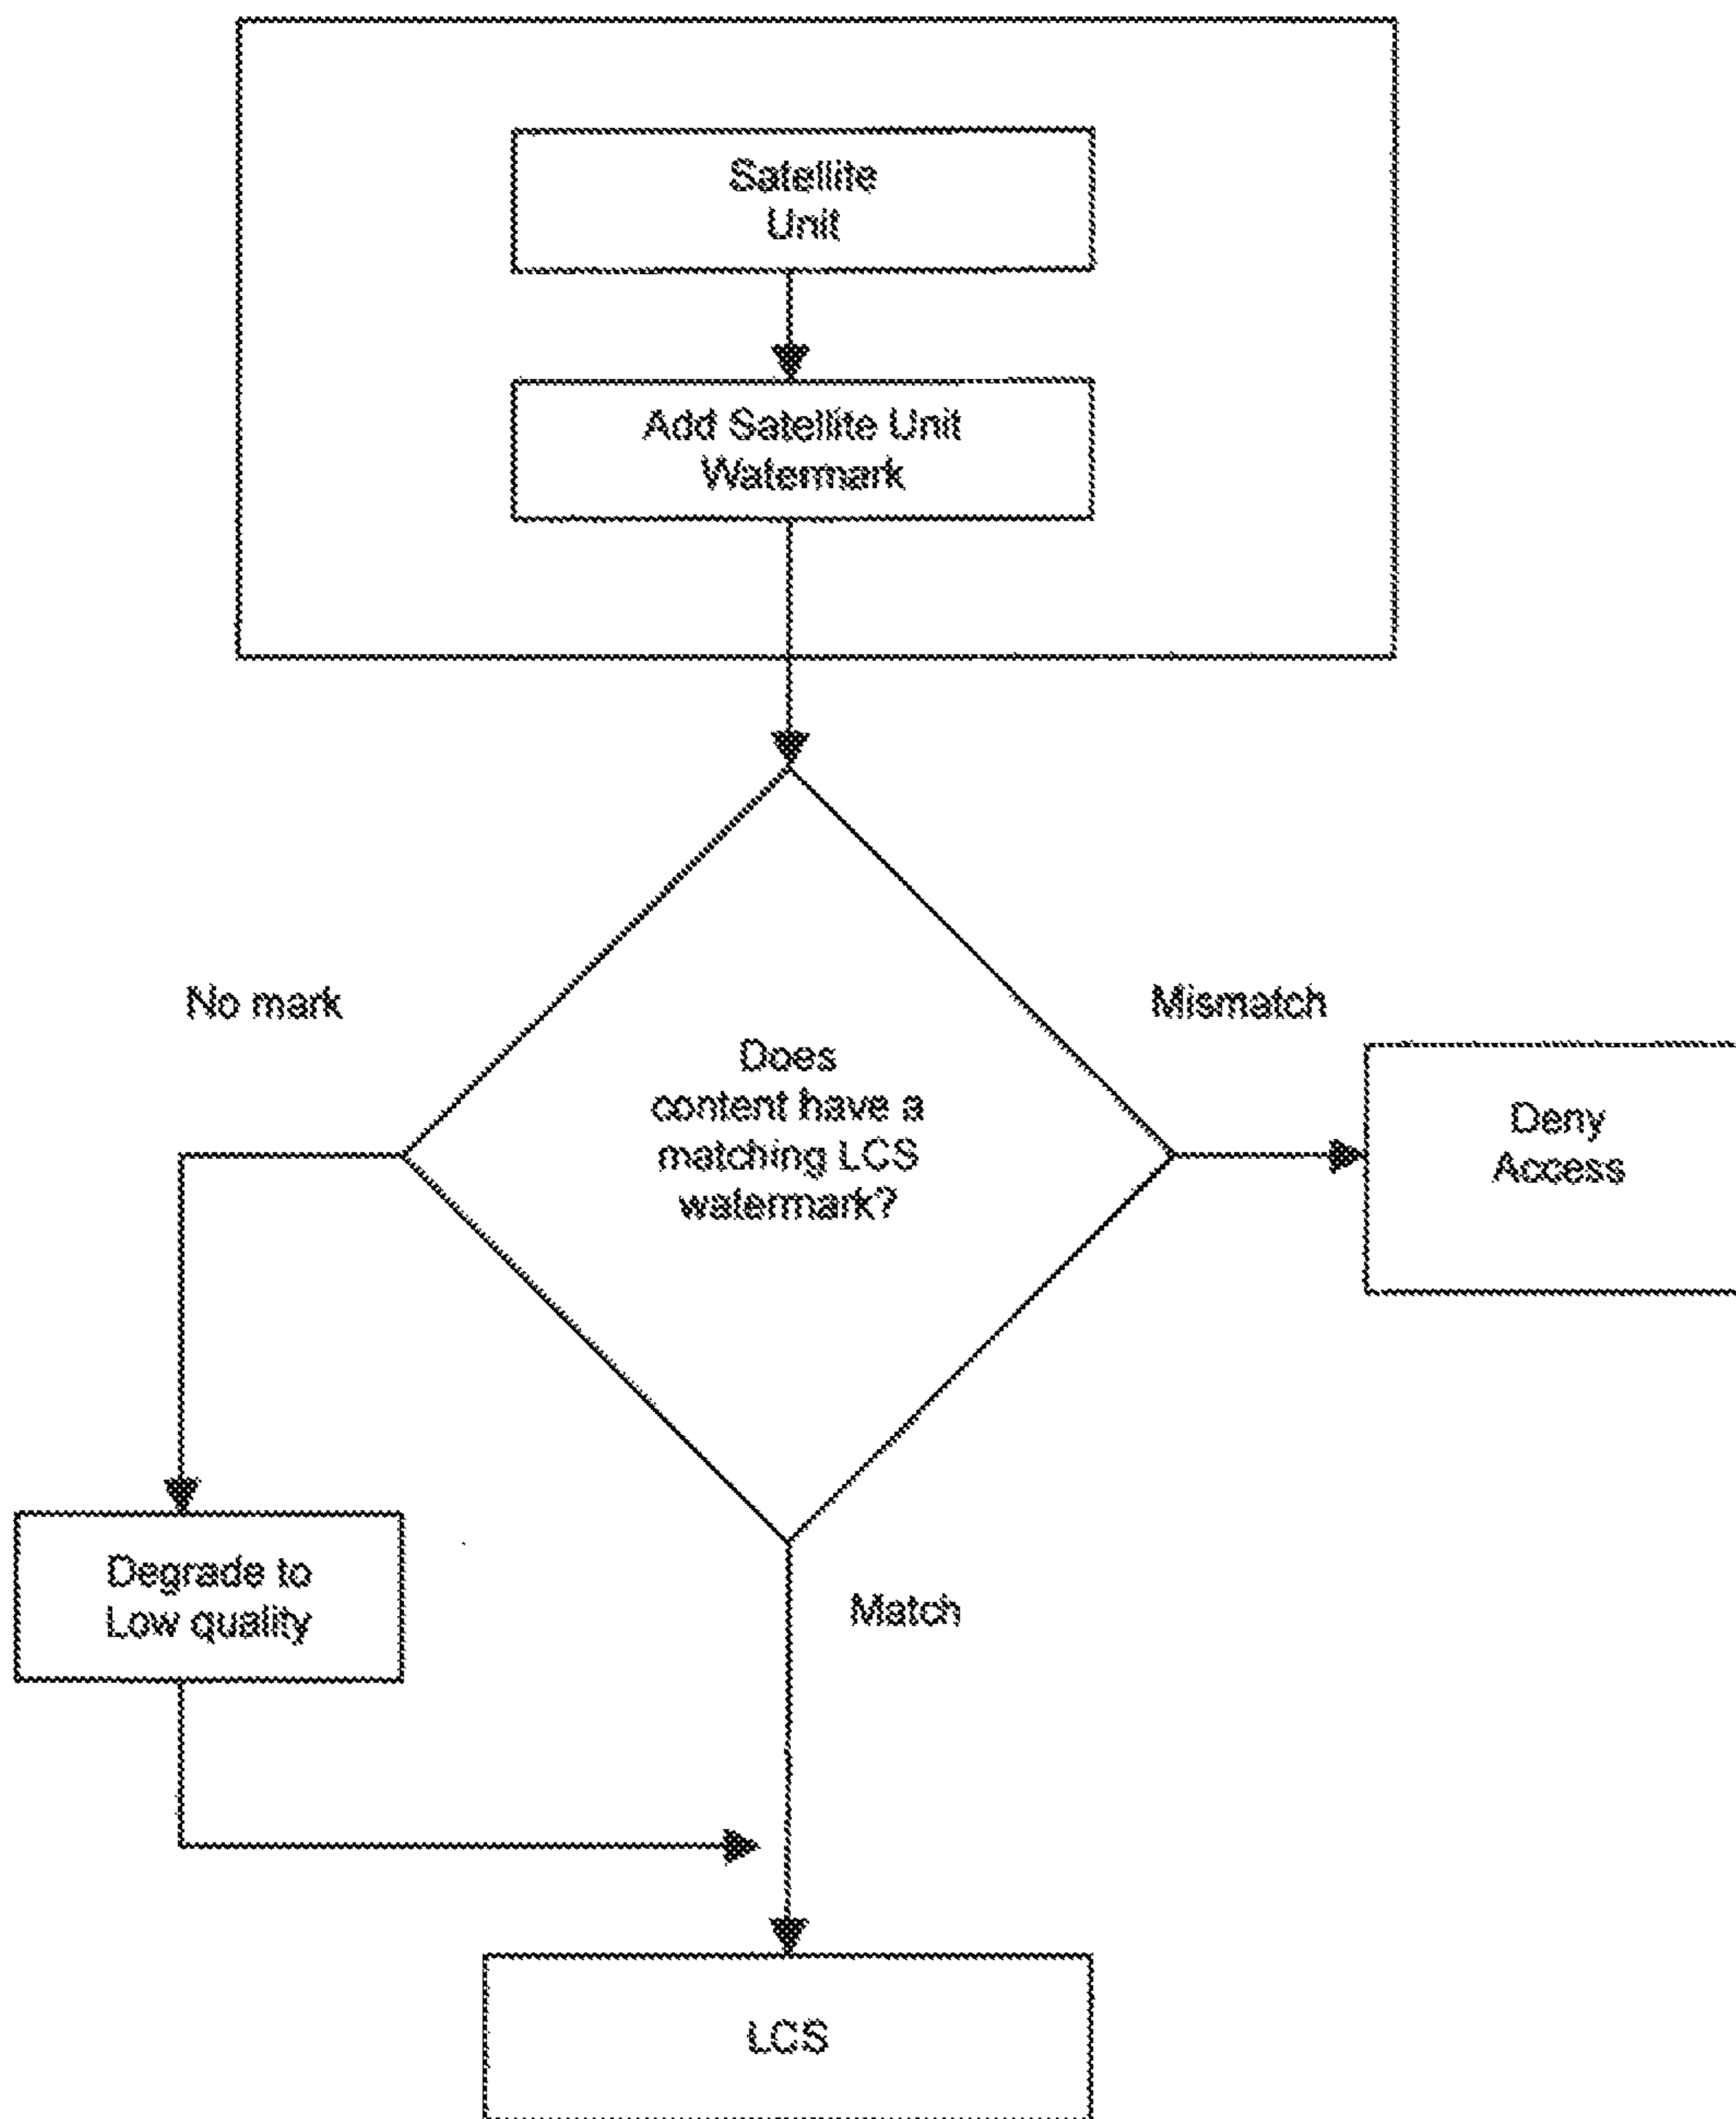 Satellite
Unit
Add Satellite Unit
Watermark
No mark
Mismatch
Does
content have a
matching LCS
watermark?
Deny
Access
Degrade to
Low quality
Match
LCS